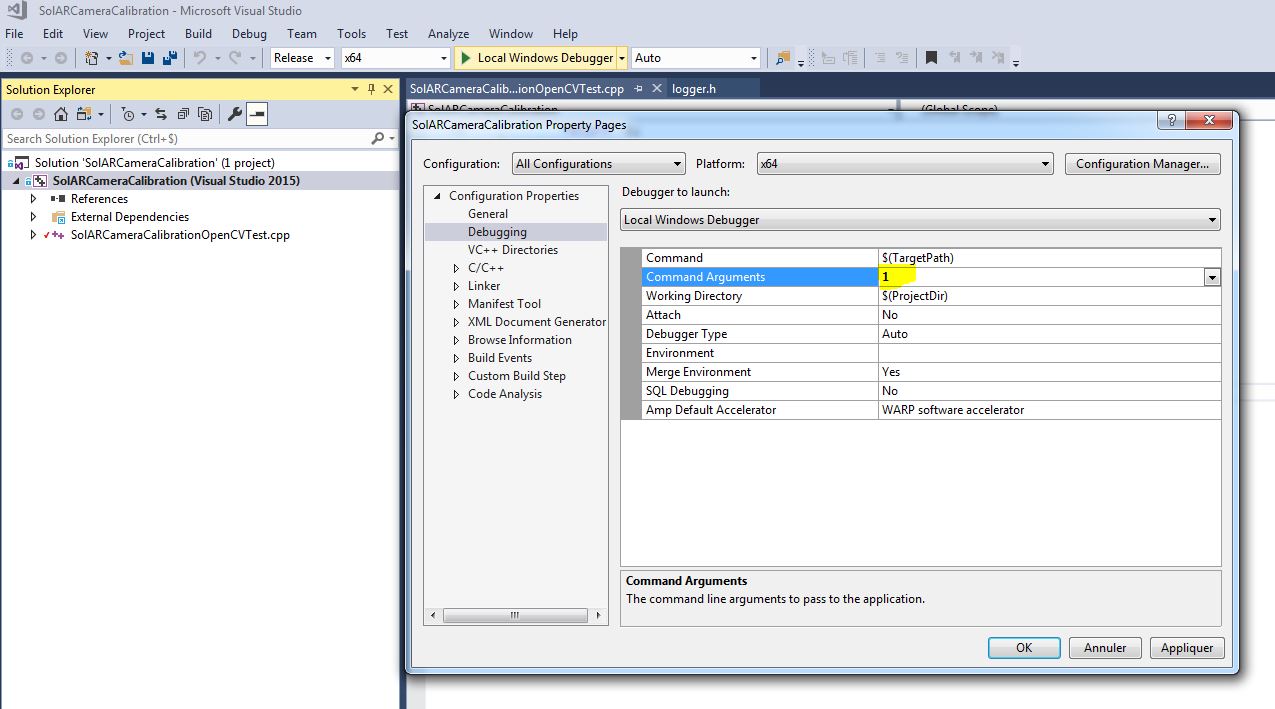 SolARCameraCalibration - Microsoft Visual Studio
File Edit View Project Build Debug Team Tools Test Analyze Window Help
Release x64 Local Windows Debugger Auto
Solution Explorer
SolARCameraCalib...ionOpenCVTest.cpp logger.h
SolARCameraCalibration (Global Scope)
Search Solution Explorer (Ctrl+$)
Solution 'SolARCameraCalibration' (1 project)
SolARCameraCalibration (Visual Studio 2015)
References
External Dependencies
SolARCameraCalibrationOpenCVTest.cpp
SolARCameraCalibration Property Pages
Configuration: All Configurations Platform: x64 Configuration Manager...
Configuration Properties
General
Debugging
VC++ Directories
C/C++
Linker
Manifest Tool
XML Document Generator
Browse Information
Build Events
Custom Build Step
Code Analysis
Debugger to launch:
Local Windows Debugger
Command $(TargetPath)
Command Arguments 1
Working Directory $(ProjectDir)
Attach No
Debugger Type Auto
Environment
Merge Environment Yes
SQL Debugging No
Amp Default Accelerator WARP software accelerator
Command Arguments
The command line arguments to pass to the application.
OK Annuler Appliquer